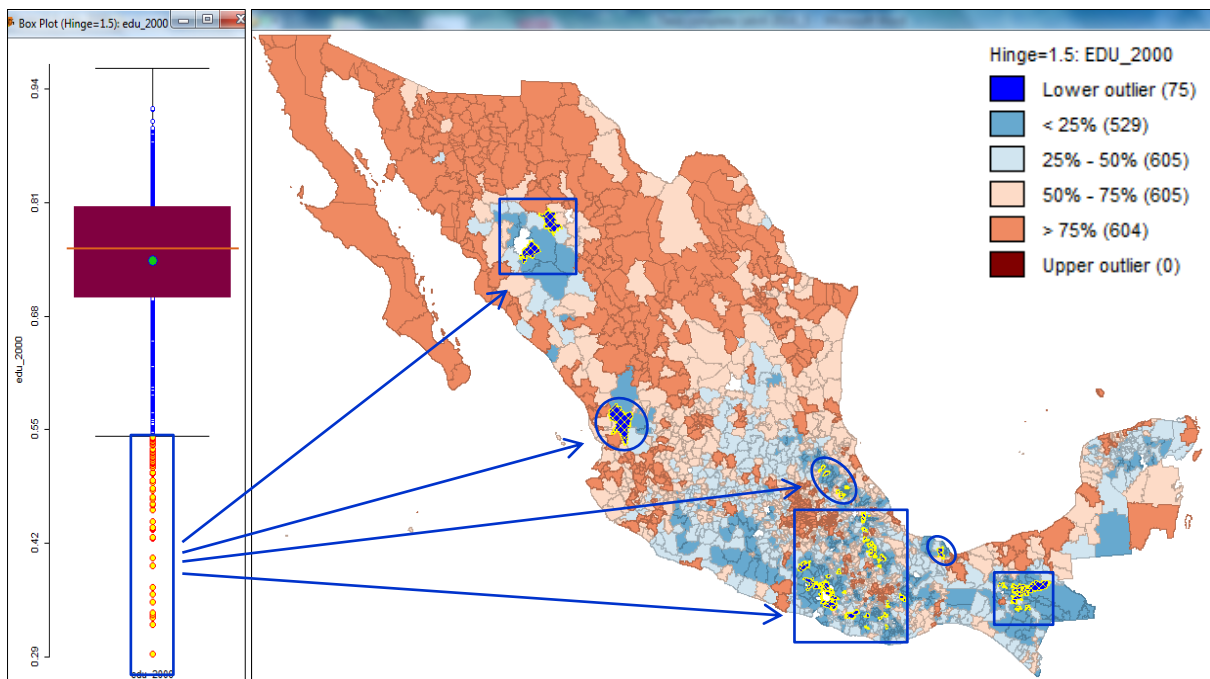 Box Plot (Hinge=1.5): edu_2000
0.94
0.81
0.68
0.55
0.42
0.29
edu_2000
edu_2000
Hinge=1.5: EDU_2000
Lower outlier (75)
< 25% (529)
25% - 50% (605)
50% - 75% (605)
> 75% (604)
Upper outlier (0)